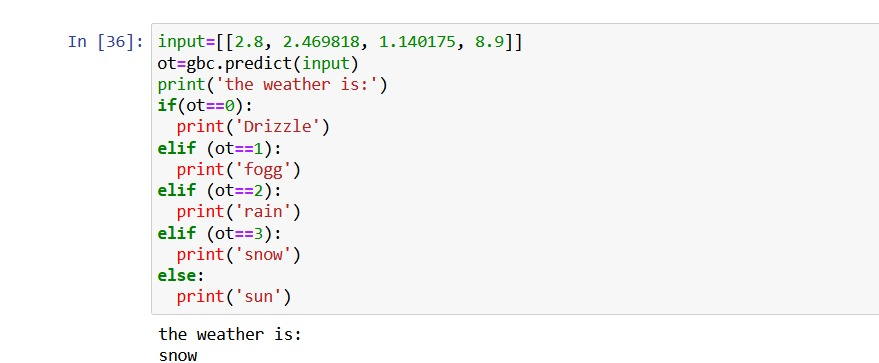 In [36]: input=[[2.8, 2.469818, 1.140175, 8.9]]
ot=gbc.predict(input)
print('the weather is:')
if(ot==0):
  print('Drizzle')
elif (ot==1):
  print('fogg')
elif (ot==2):
  print('rain')
elif (ot==3):
  print('snow')
else:
  print('sun')
the weather is:
snow